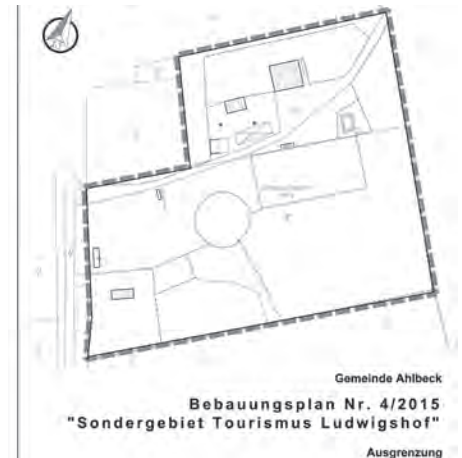 Gemeinde Ahlbeck
Bebauungsplan Nr. 4/2015
"Sondergebiet Tourismus Ludwigshof"
Ausgrenzung